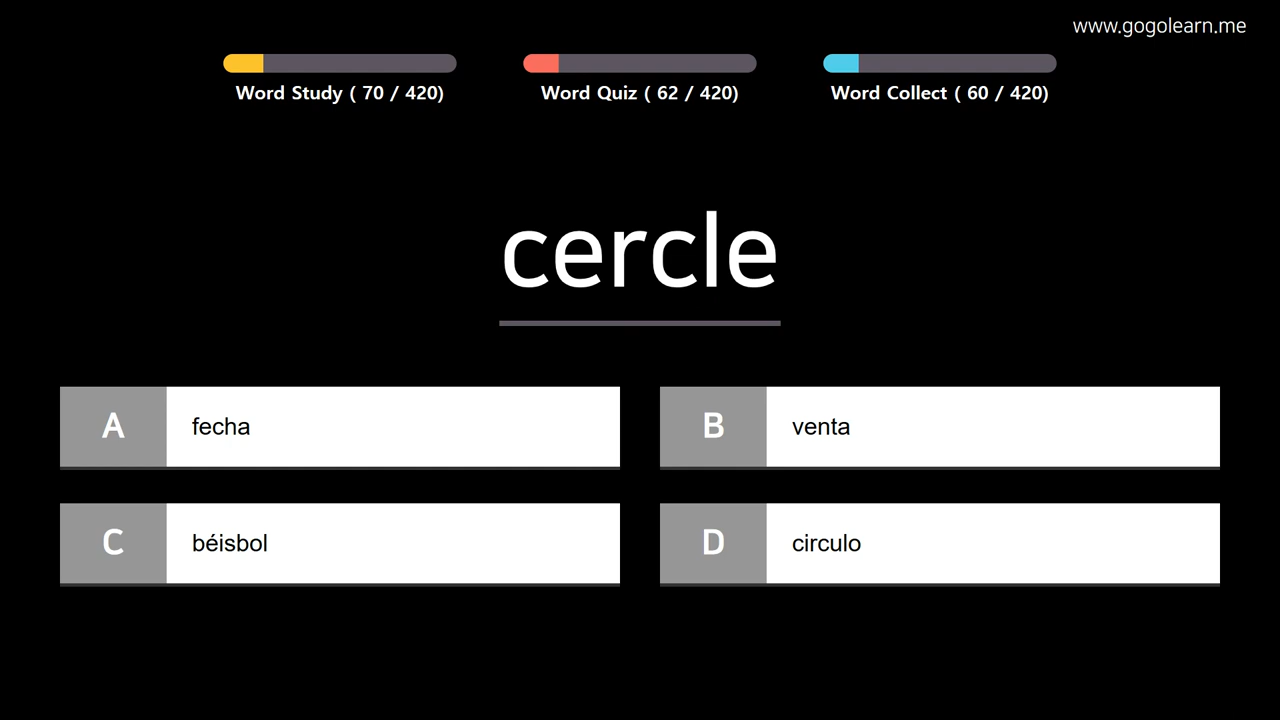 www.gogolearn.me
Word Study ( 70 / 420)
Word Quiz ( 62 / 420)
Word Collect ( 60 / 420)
cercle
A
fecha
B
venta
C
béisbol
D
circulo